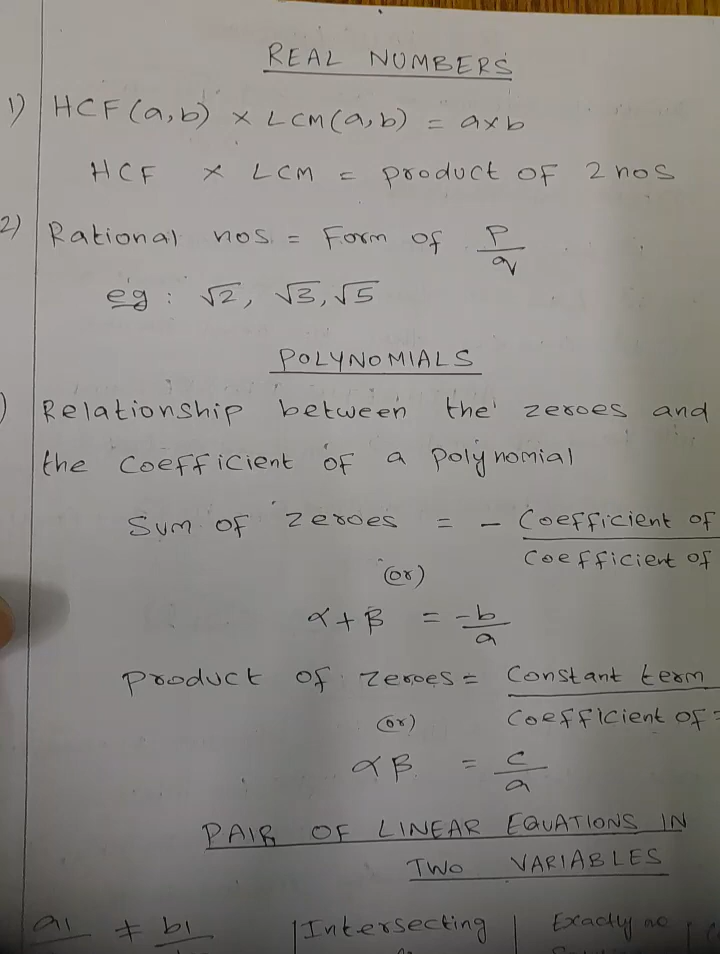 REAL NUMBERS
1) HCF(a,b) × LCM(a,b) = a×b
HCF × LCM = product of 2 nos
2) Rational nos. = Form of p/q
eg : √2, √3, √5
POLYNOMIALS
) Relationship between the zeroes and
the coefficient of a polynomial
Sum of zeroes = - Coefficient of / Coefficient of
(or)
α+β = -b/a
product of zeroes = Constant term / Coefficient of
(or)
αβ = c/a
PAIR OF LINEAR EQUATIONS IN
TWO VARIABLES
a1 ≠ b1 | Intersecting | Exactly |